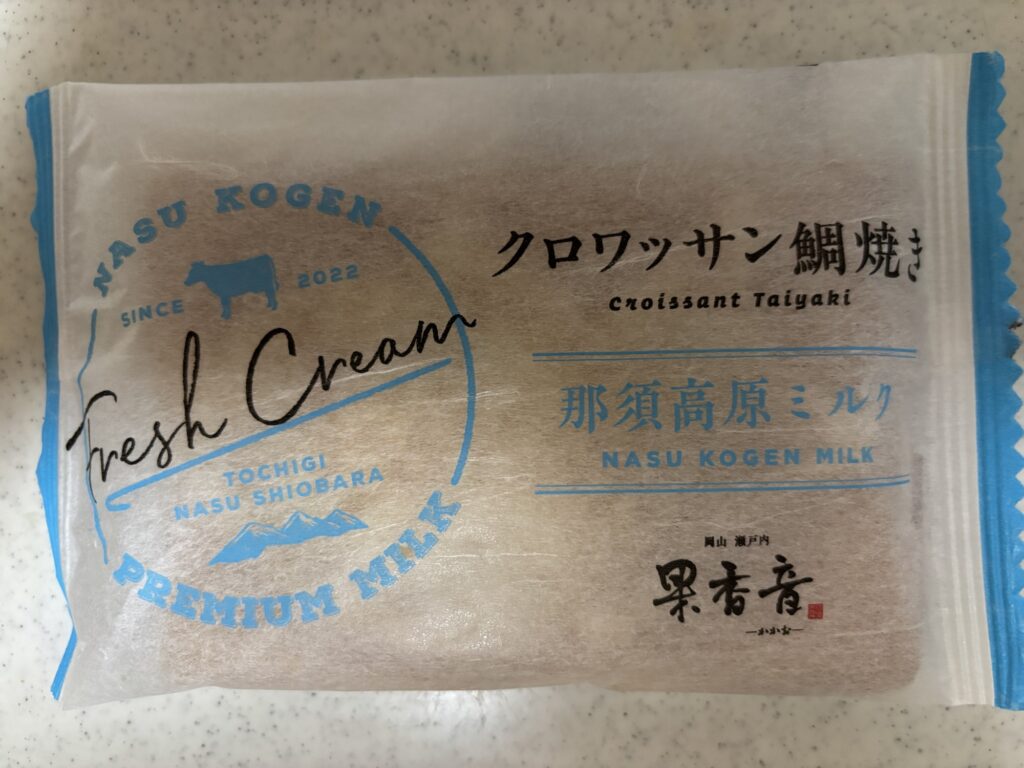 NASU KOGEN
SINCE 2022
Fresh Cream
TOCHIGI
NASU SHIOBARA
PREMIUM MILK
クロワッサン鯛焼き
Croissant Taiyaki
那須高原ミルク
NASU KOGEN MILK
岡山 瀬戸内
果香音
―かかお―